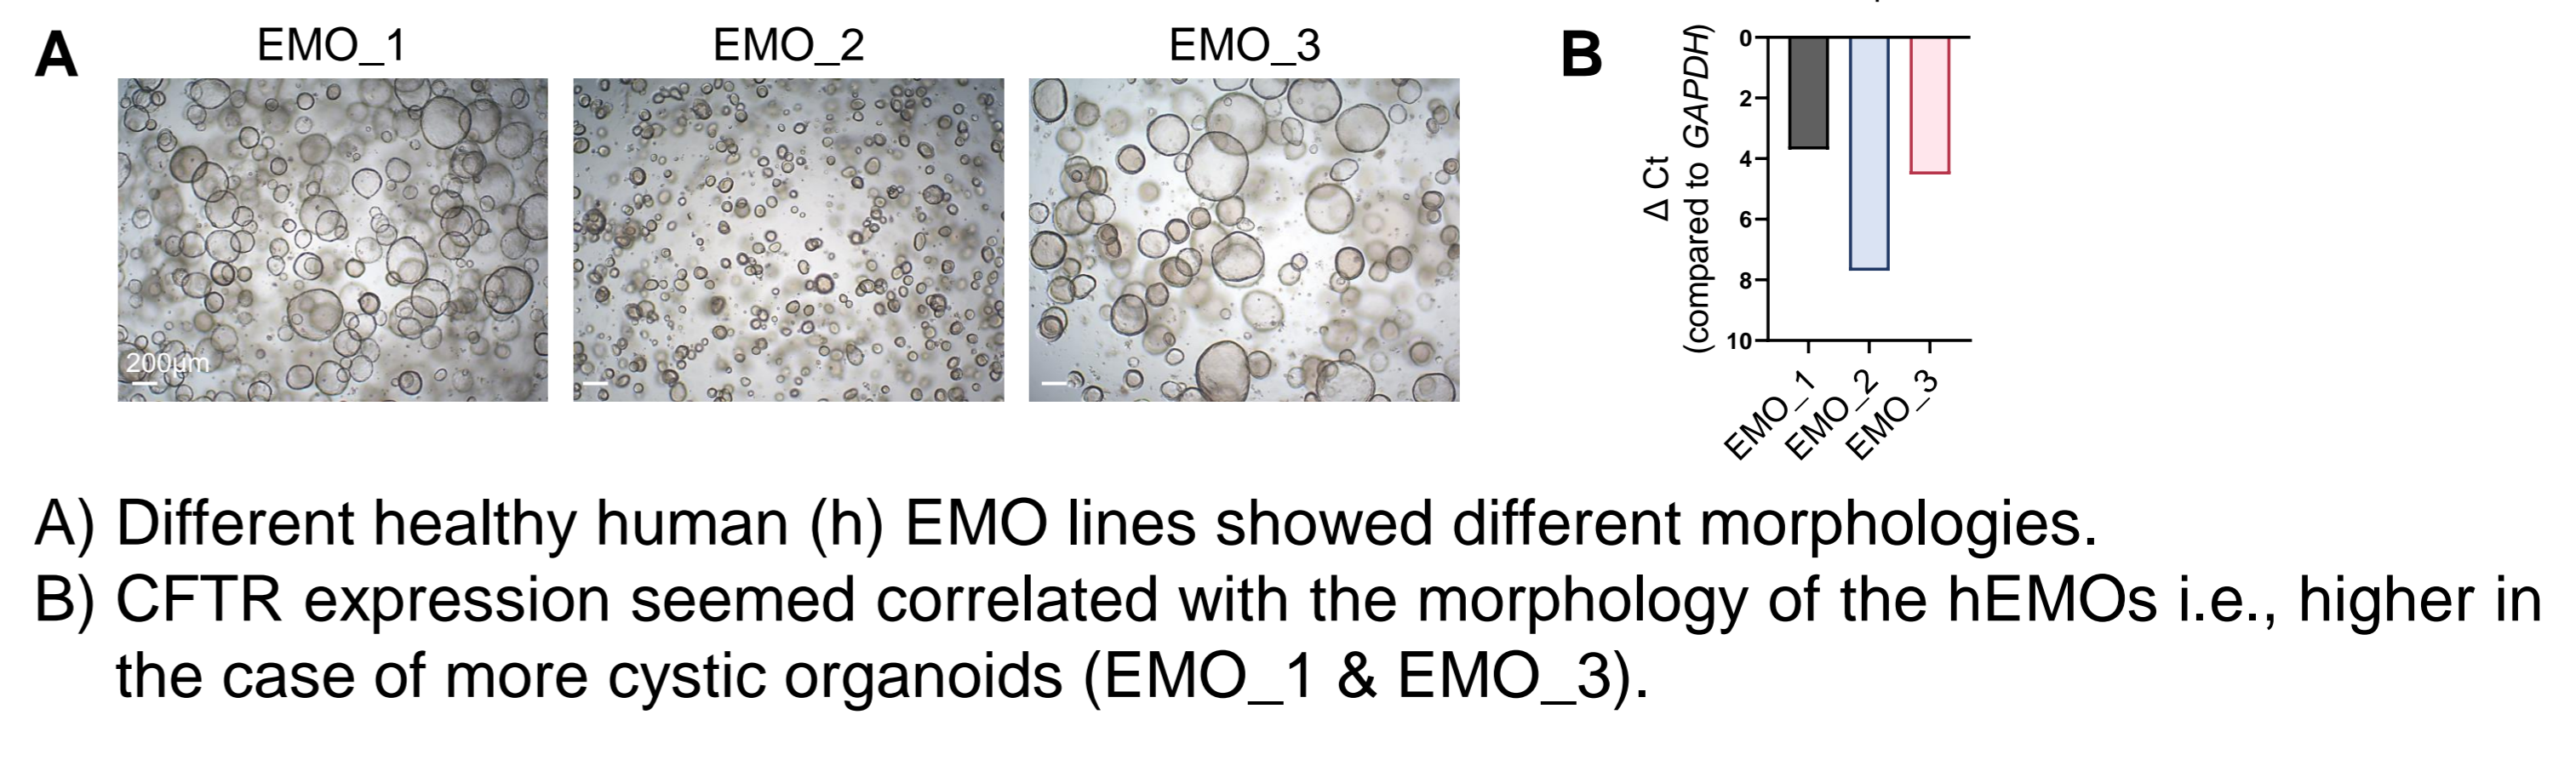 A
EMO_1
EMO_2
EMO_3
200µm
B
Δ Ct
(compared to GAPDH)
0
2
4
6
8
10
EMO_1
EMO_2
EMO_3
A) Different healthy human (h) EMO lines showed different morphologies.
B) CFTR expression seemed correlated with the morphology of the hEMOs i.e., higher in
the case of more cystic organoids (EMO_1 & EMO_3).